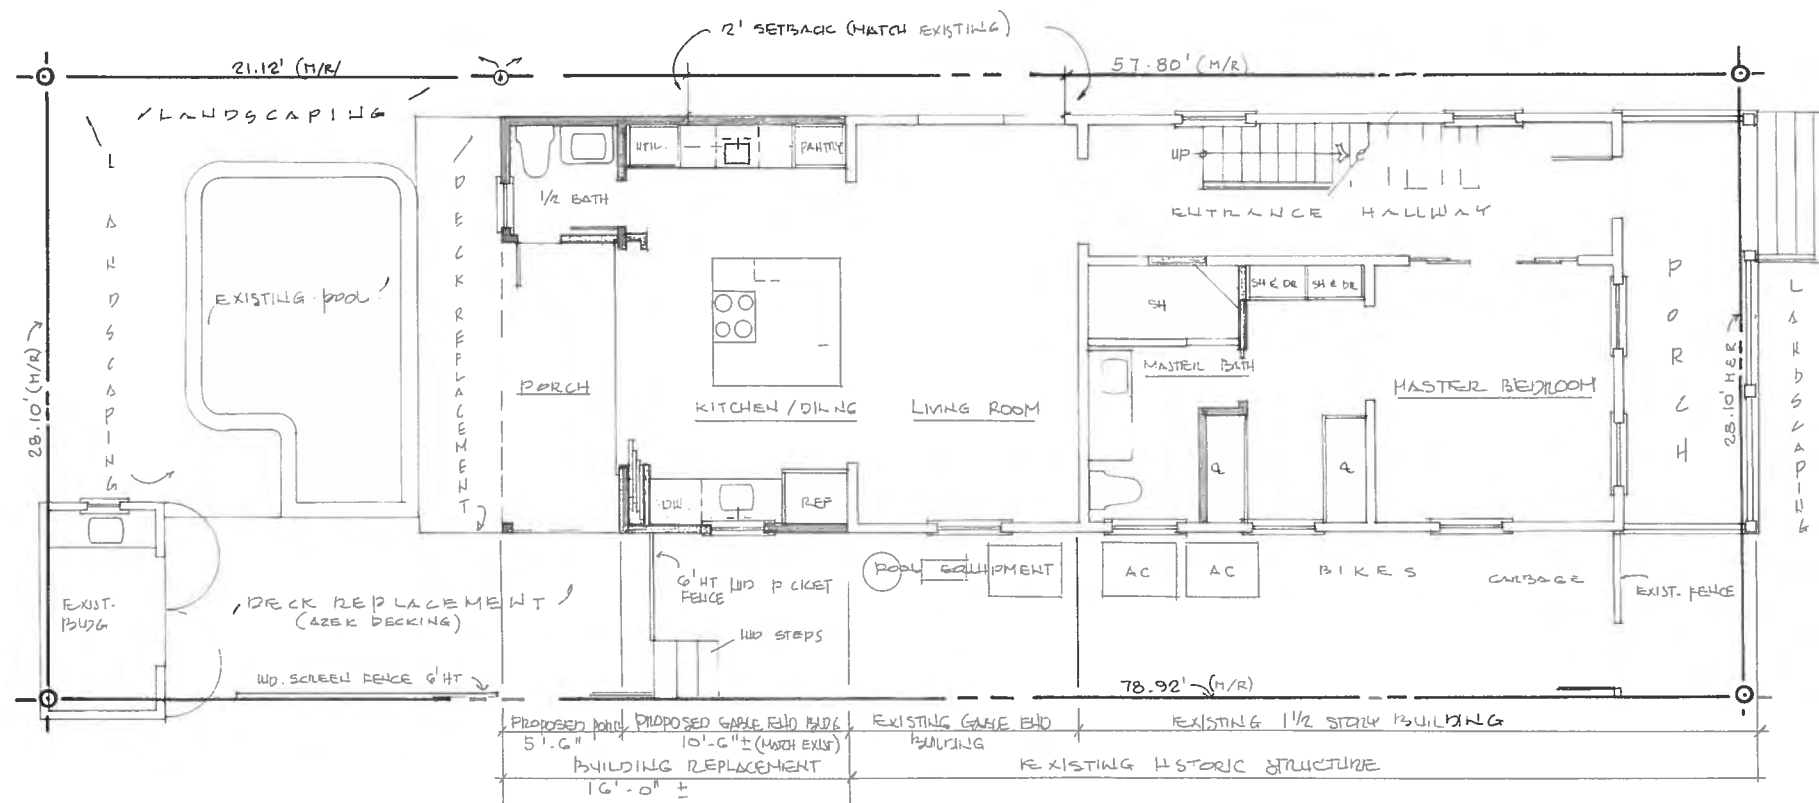 2' SETBACK (MATCH EXISTING)
21.12' (M/R)
57.80' (M/R)
LANDSCAPING
LANDSCAPING
EXISTING POOL
DECK REPLACEMENT
28.10' (M/R)
UTIL.
PANTRY
1/2 BATH
UP
ENTRANCE HALLWAY
PORCH
KITCHEN / DIING
LIVING ROOM
SH
SH & DR
SH & DR
MASTER BATH
MASTER BEDROOM
PORCH
28.10' M&R
LANDSCAPING
CL
CL
DW.
REF
EXIST.
BLDG
DECK REPLACEMENT
(AZEK DECKING)
6' HT WD PICKET
FENCE
WD STEPS
POOL EQUIPMENT
AC
AC
BIKES
GARBAGE
EXIST. FENCE
WD. SCREEN FENCE 6' HT
78.92' (M/R)
PROPOSED PORCH
5'-6"
PROPOSED GABLE END BLDG
10'-6" ± (MATCH EXIST)
EXISTING GABLE END
BUILDING
EXISTING 1 1/2 STORY BUILDING
BUILDING REPLACEMENT
16'-0" ±
EXISTING HISTORIC STRUCTURE